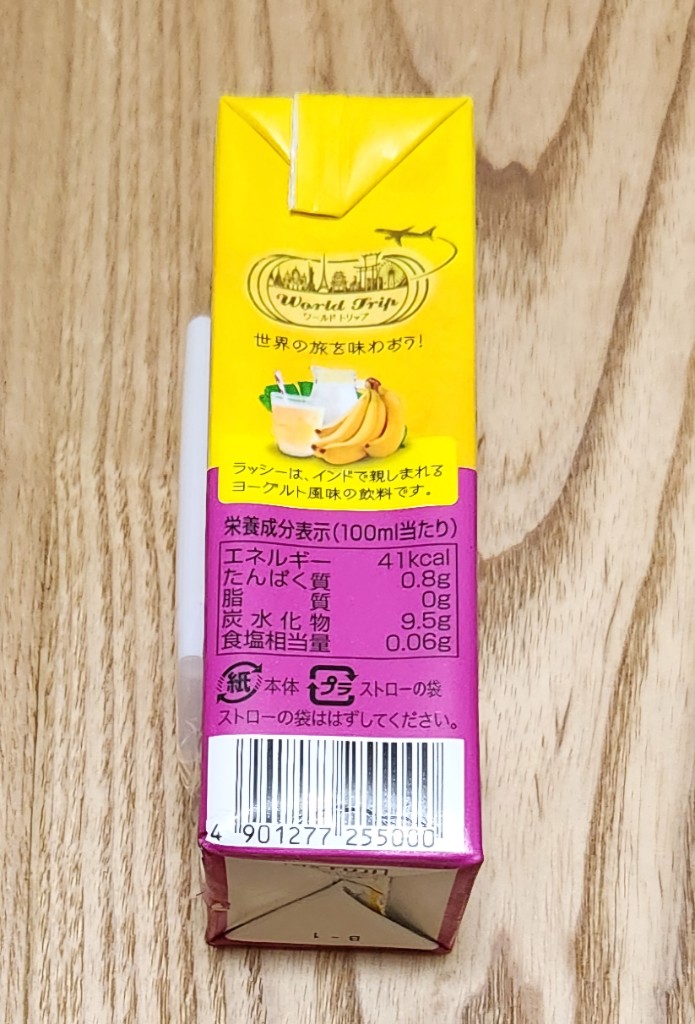 World Trip
ワールドトリップ
世界の旅を味わおう!
ラッシーは、インドで親しまれる
ヨーグルト風味の飲料です。
栄養成分表示(100ml当たり)
エネルギー 41kcal
たんぱく質 0.8g
脂質 0g
炭水化物 9.5g
食塩相当量 0.06g
紙 本体 プラ ストローの袋
ストローの袋ははずしてください。
4 901277 255000